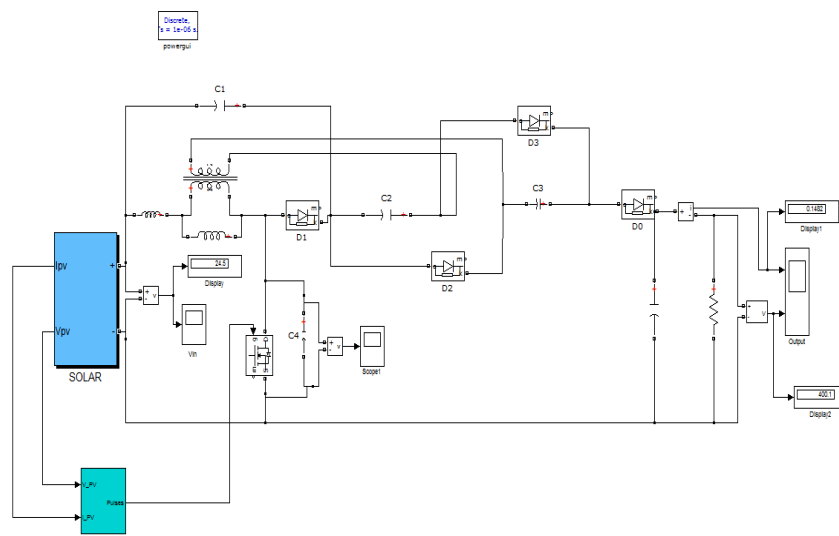 Discrete,
s = 1e-06 s.
powergui
C1
m
D3
C2
C3
m
D1
m
D0
+
-
i
0.1482
Display1
m
D2
Ipv
+
Vpv
-
SOLAR
+
-
v
24.5
Display
Vin
C4
+
-
v
Scope1
+
-
v
Output
400.1
Display2
V_PV
I_PV
Pulses